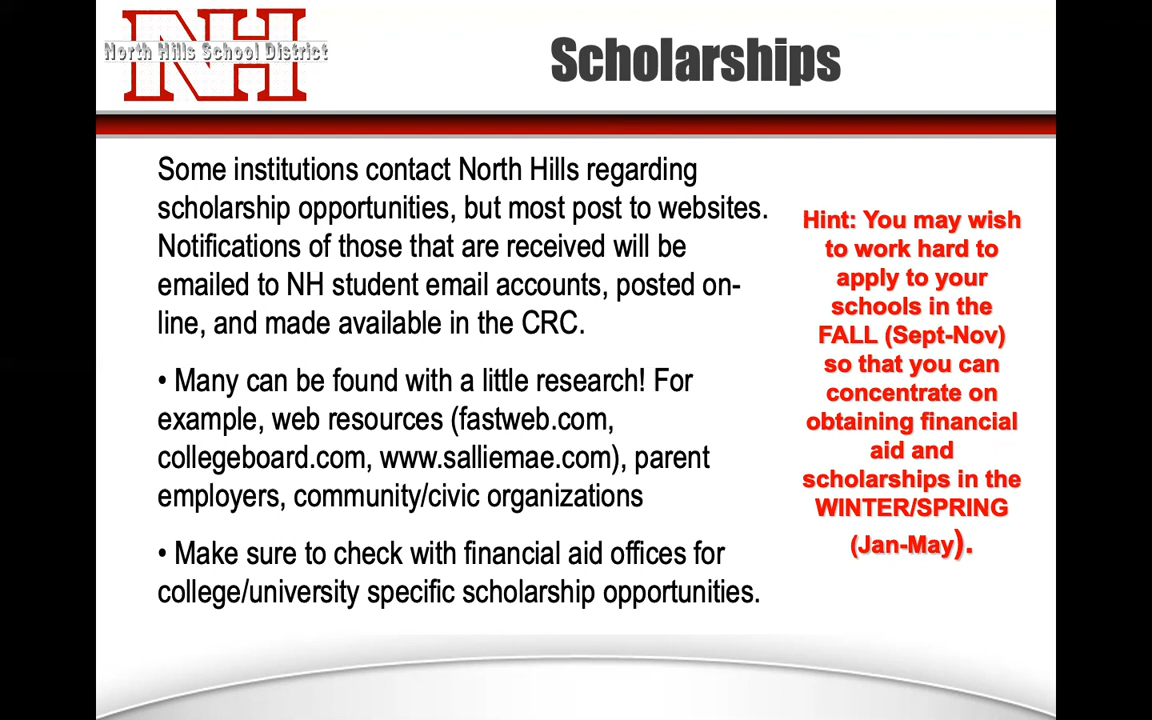 NH
North Hills School District
Scholarships
Some institutions contact North Hills regarding
scholarship opportunities, but most post to websites.
Notifications of those that are received will be
emailed to NH student email accounts, posted on-
line, and made available in the CRC.
• Many can be found with a little research! For
example, web resources (fastweb.com,
collegeboard.com, www.salliemae.com), parent
employers, community/civic organizations
• Make sure to check with financial aid offices for
college/university specific scholarship opportunities.
Hint: You may wish
to work hard to
apply to your
schools in the
FALL (Sept-Nov)
so that you can
concentrate on
obtaining financial
aid and
scholarships in the
WINTER/SPRING
(Jan-May).